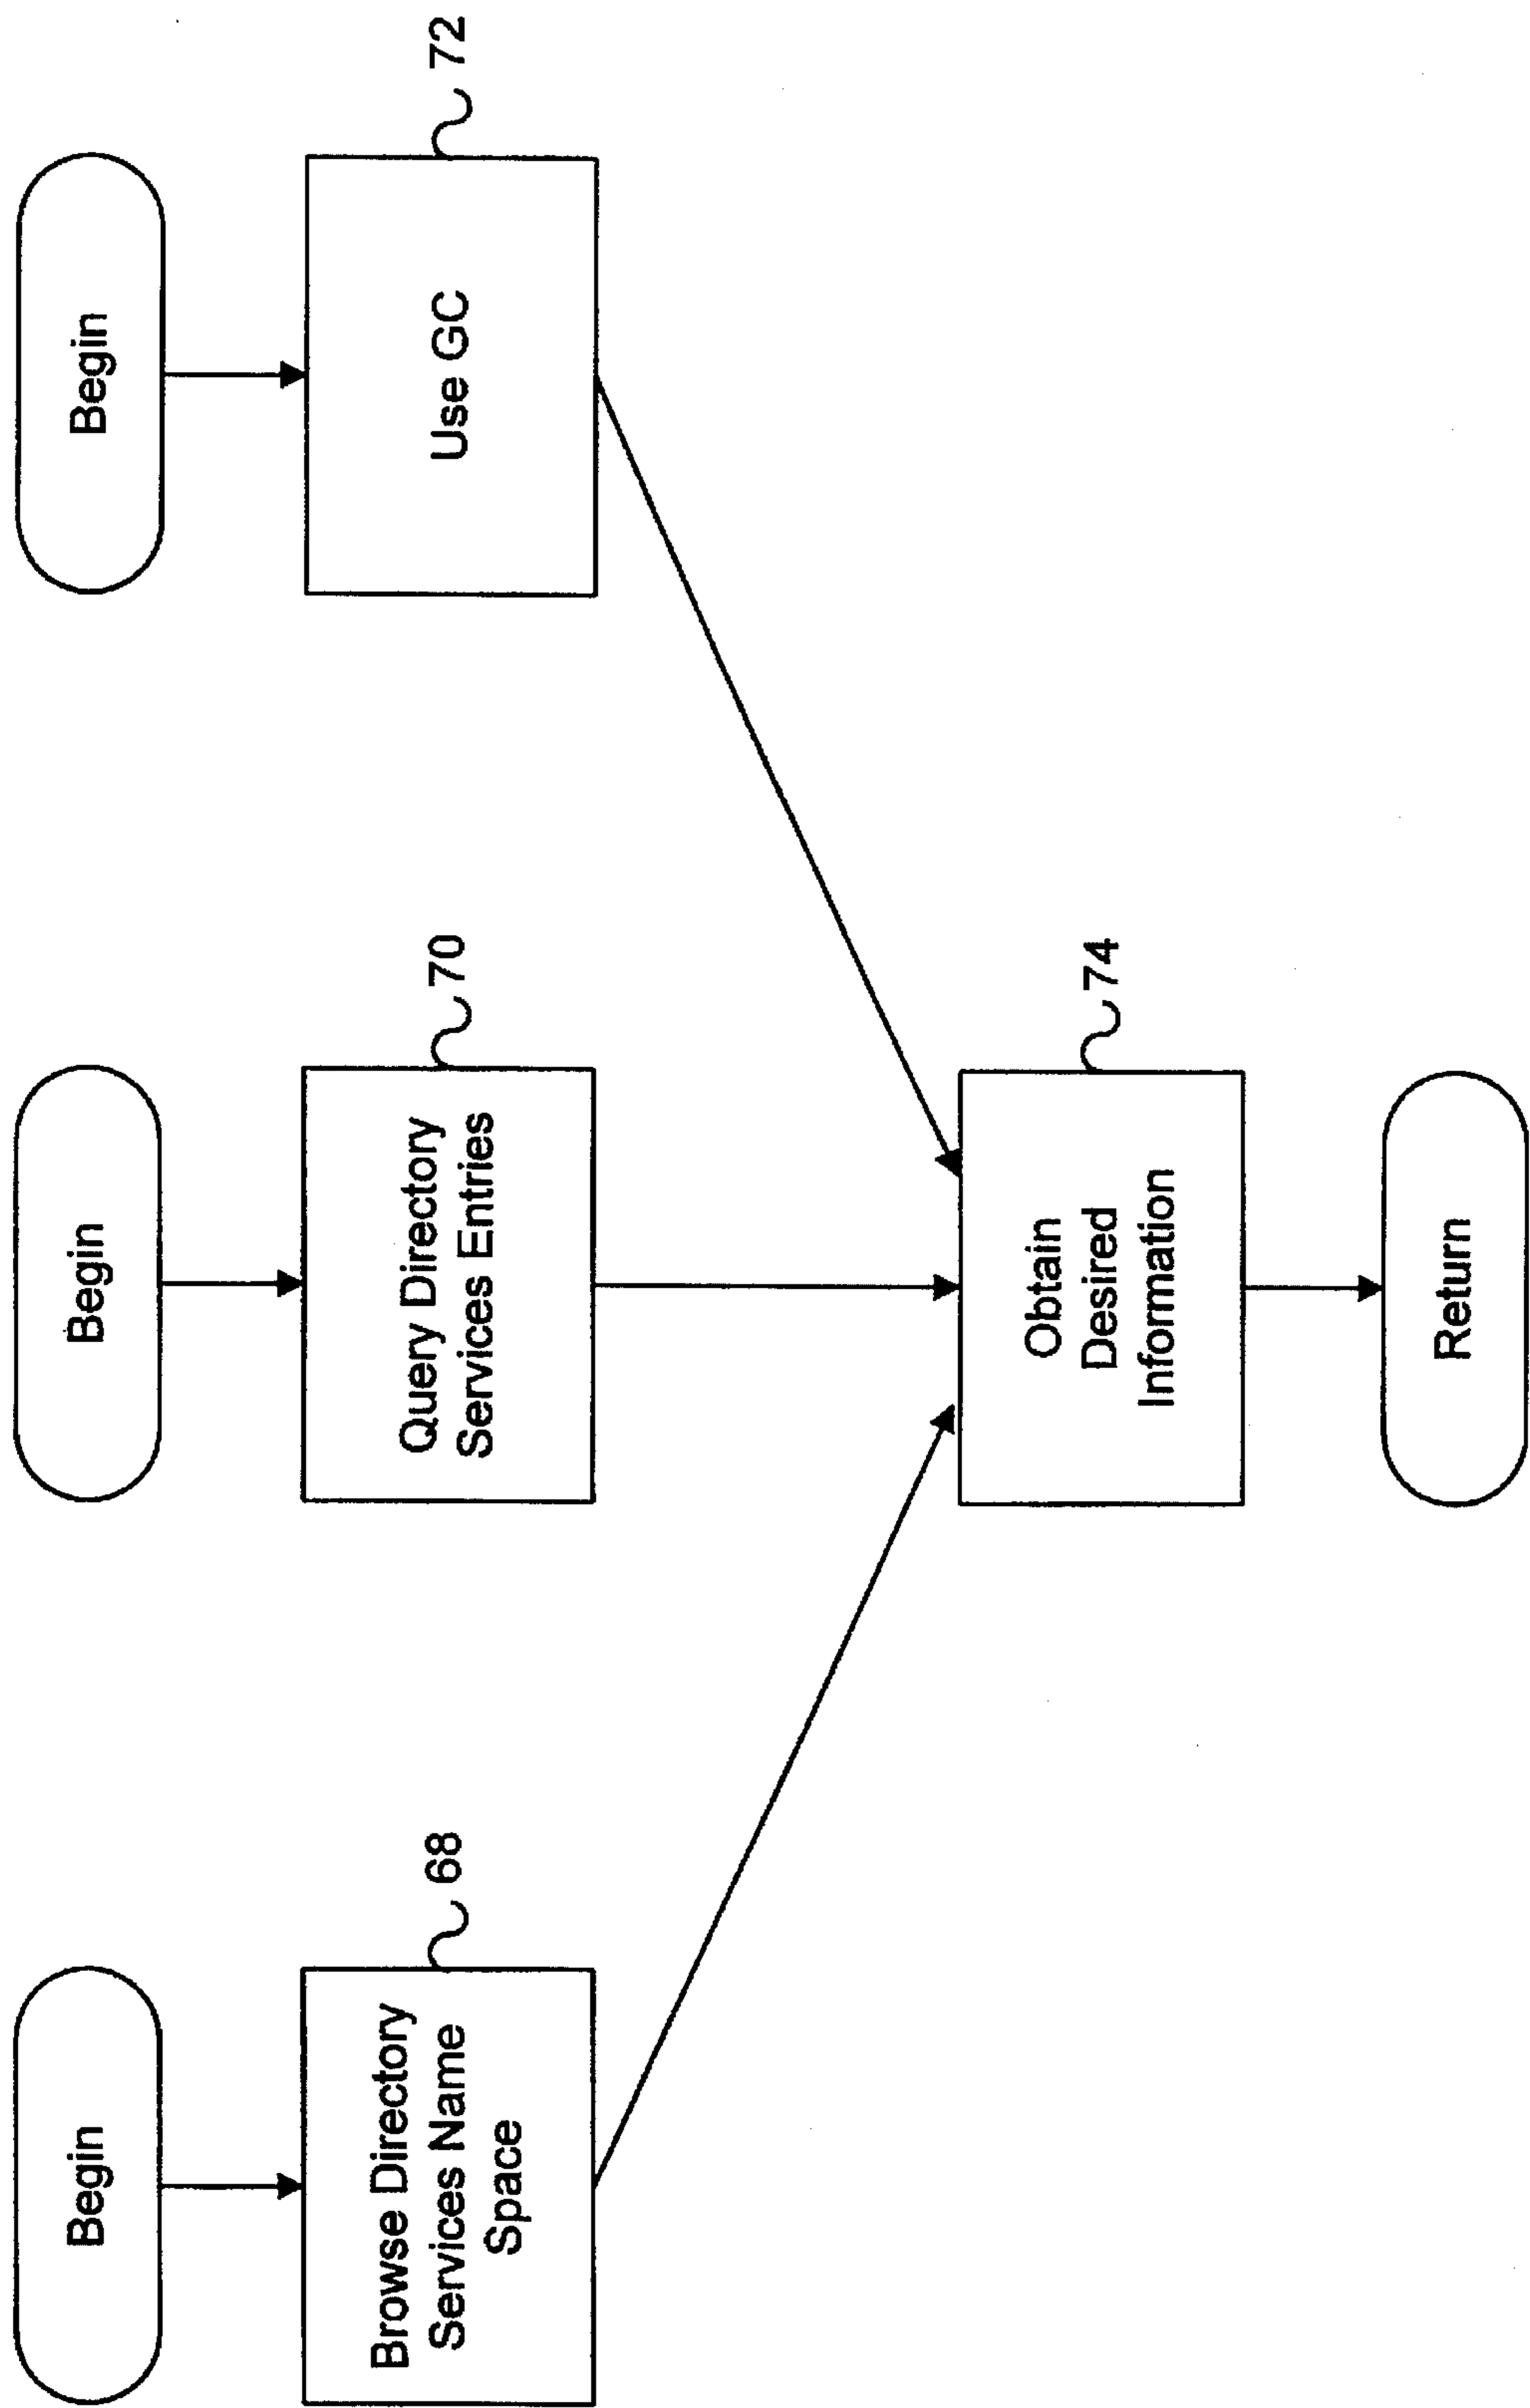 Begin
Begin
Begin
Browse Directory
Services Name
Space
68
Query Directory
Services Entries
70
Use GC
72
Obtain
Desired
Information
74
Return